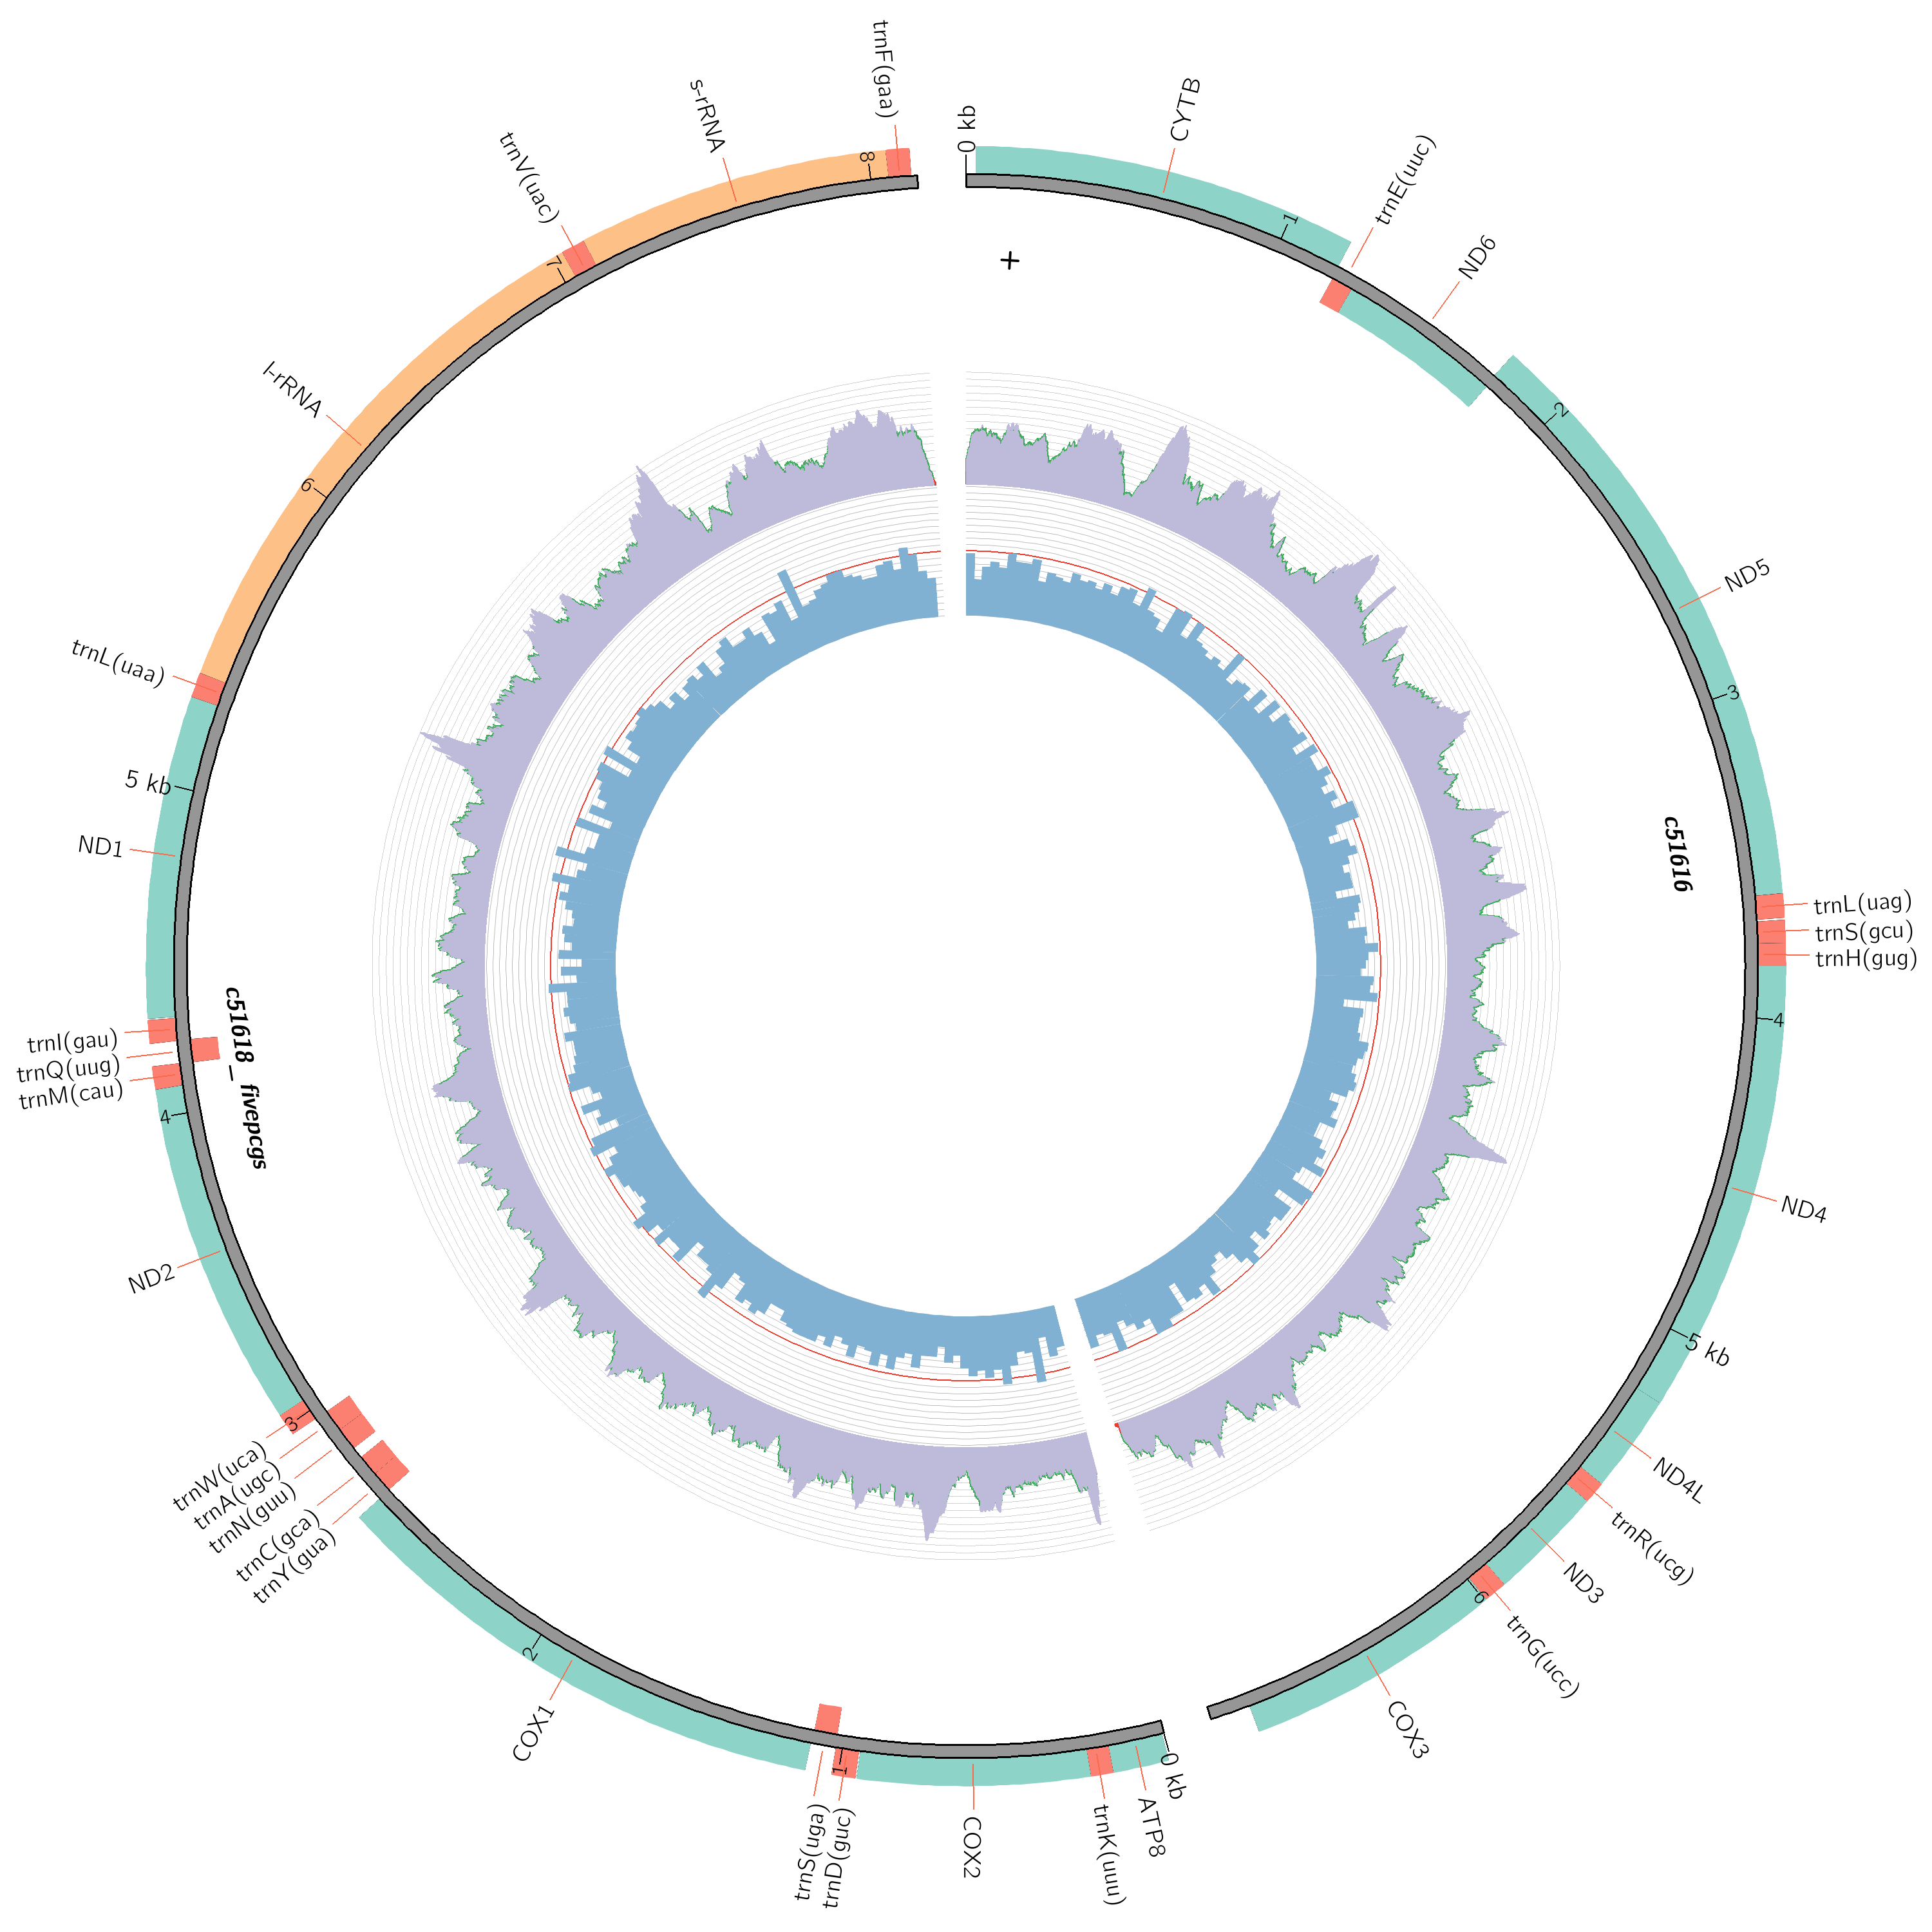 0 kb
CYTB
1
trnE(uuc)
ND6
2
ND5
3
c51616
trnL(uag)
trnS(gcu)
trnH(gug)
4
ND4
5 kb
ND4L
trnR(ucg)
ND3
6
trnG(ucc)
COX3
0 kb
ATP8
trnK(uuu)
COX2
1
trnD(guc)
trnS(uga)
COX1
2
trnY(gua)
trnC(gca)
trnN(guu)
trnA(ugc)
trnW(uca)
3
ND2
4
c51618_fivepcgs
trnM(cau)
trnQ(uug)
trnI(gau)
ND1
5 kb
trnL(uaa)
6
l-rRNA
7
trnV(uac)
s-rRNA
8
trnF(gaa)
+